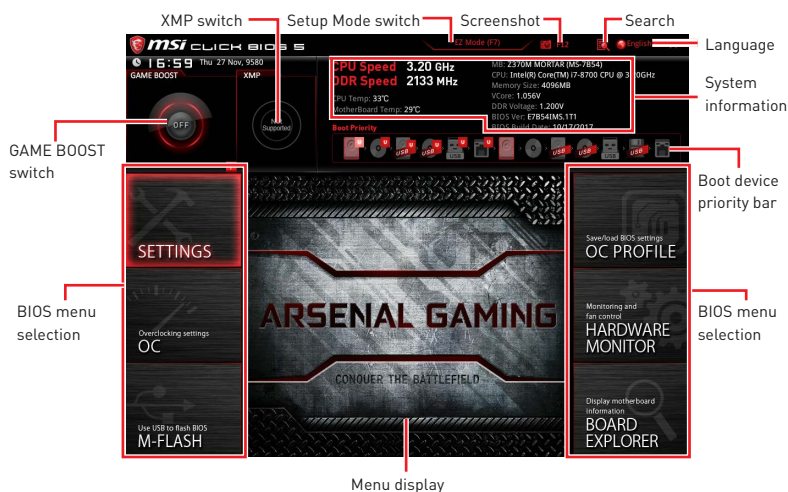 XMP switch
Setup Mode switch
Screenshot
Search
Language
System
information
GAME BOOST
switch
Boot device
priority bar
BIOS menu
selection
BIOS menu
selection
Menu display
msi CLICK BIOS 5
EZ Mode (F7)
F12
English
16:59 Thu 27 Nov, 9580
GAME BOOST
OFF
XMP
Not
Supported
CPU Speed 3.20 GHz
DDR Speed 2133 MHz
CPU Temp: 33°C
MotherBoard Temp: 29°C
MB: Z370M MORTAR (MS-7B54)
CPU: Intel(R) Core(TM) i7-8700 CPU @ 3.20GHz
Memory Size: 4096MB
VCore: 1.056V
DDR Voltage: 1.200V
BIOS Ver: E7B54IMS.1T1
BIOS Build Date: 10/17/2017
Boot Priority
U U U U U U
USB USB USB USB USB USB
SETTINGS
Overclocking settings
OC
Use USB to flash BIOS
M-FLASH
ARSENAL GAMING
CONQUER THE BATTLEFIELD
Save/load BIOS settings
OC PROFILE
Monitoring and
fan control
HARDWARE
MONITOR
Display motherboard
information
BOARD
EXPLORER